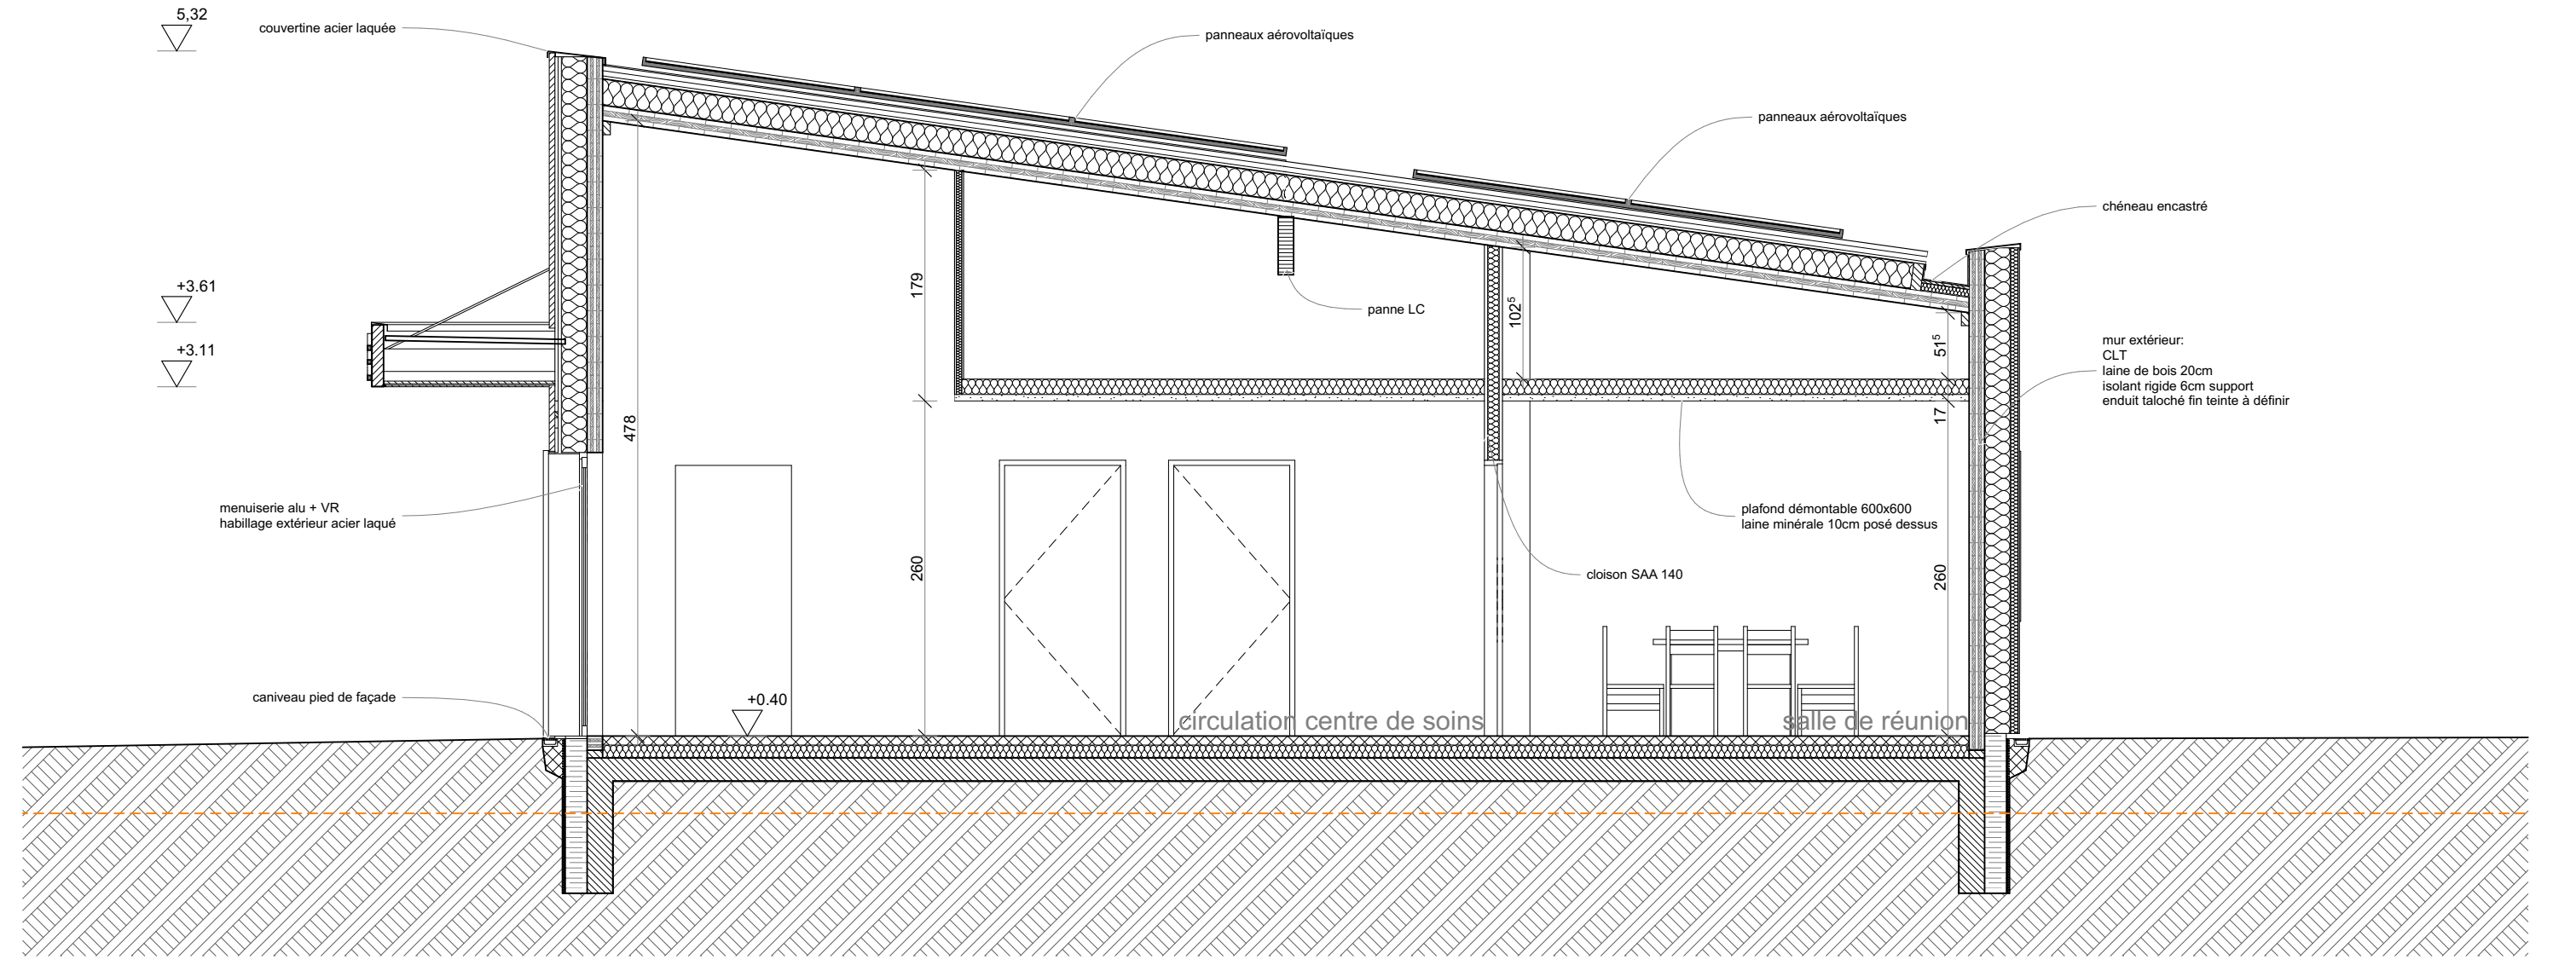 5,32
couvertine acier laquée
panneaux aérovoltaïques
panneaux aérovoltaïques
chéneau encastré
+3.61
179
panne LC
102⁵
51⁵
+3.11
mur extérieur:
CLT
laine de bois 20cm
isolant rigide 6cm support
enduit taloché fin teinte à définir
478
17
menuiserie alu + VR
habillage extérieur acier laqué
plafond démontable 600x600
laine minérale 10cm posé dessus
260
cloison SAA 140
260
caniveau pied de façade
+0.40
circulation centre de soins
salle de réunion